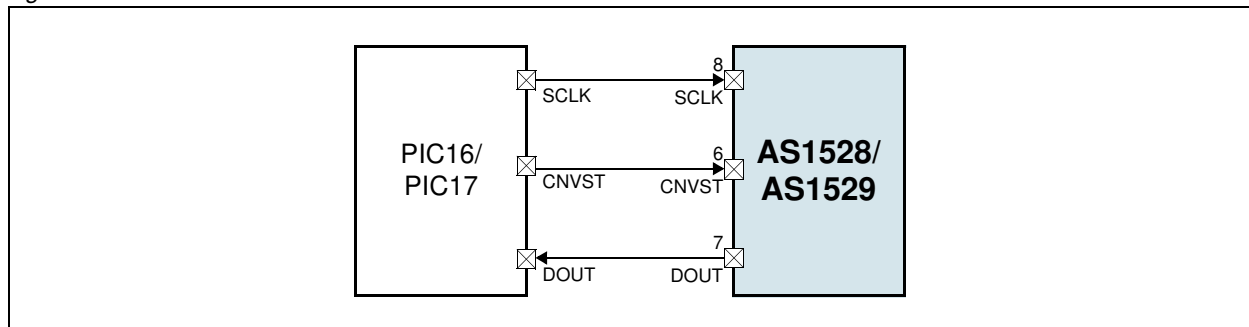 8
SCLK SCLK
PIC16/
PIC17
6
CNVST CNVST
AS1528/
AS1529
7
DOUT DOUT